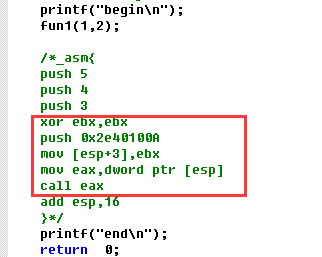 printf("begin\n");
fun1(1,2);
/*_asm{
push 5
push 4
push 3
xor ebx,ebx
push 0x2e40100A
mov [esp+3],ebx
mov eax,dword ptr [esp]
call eax
add esp,16
}*/
printf("end\n");
return 0;